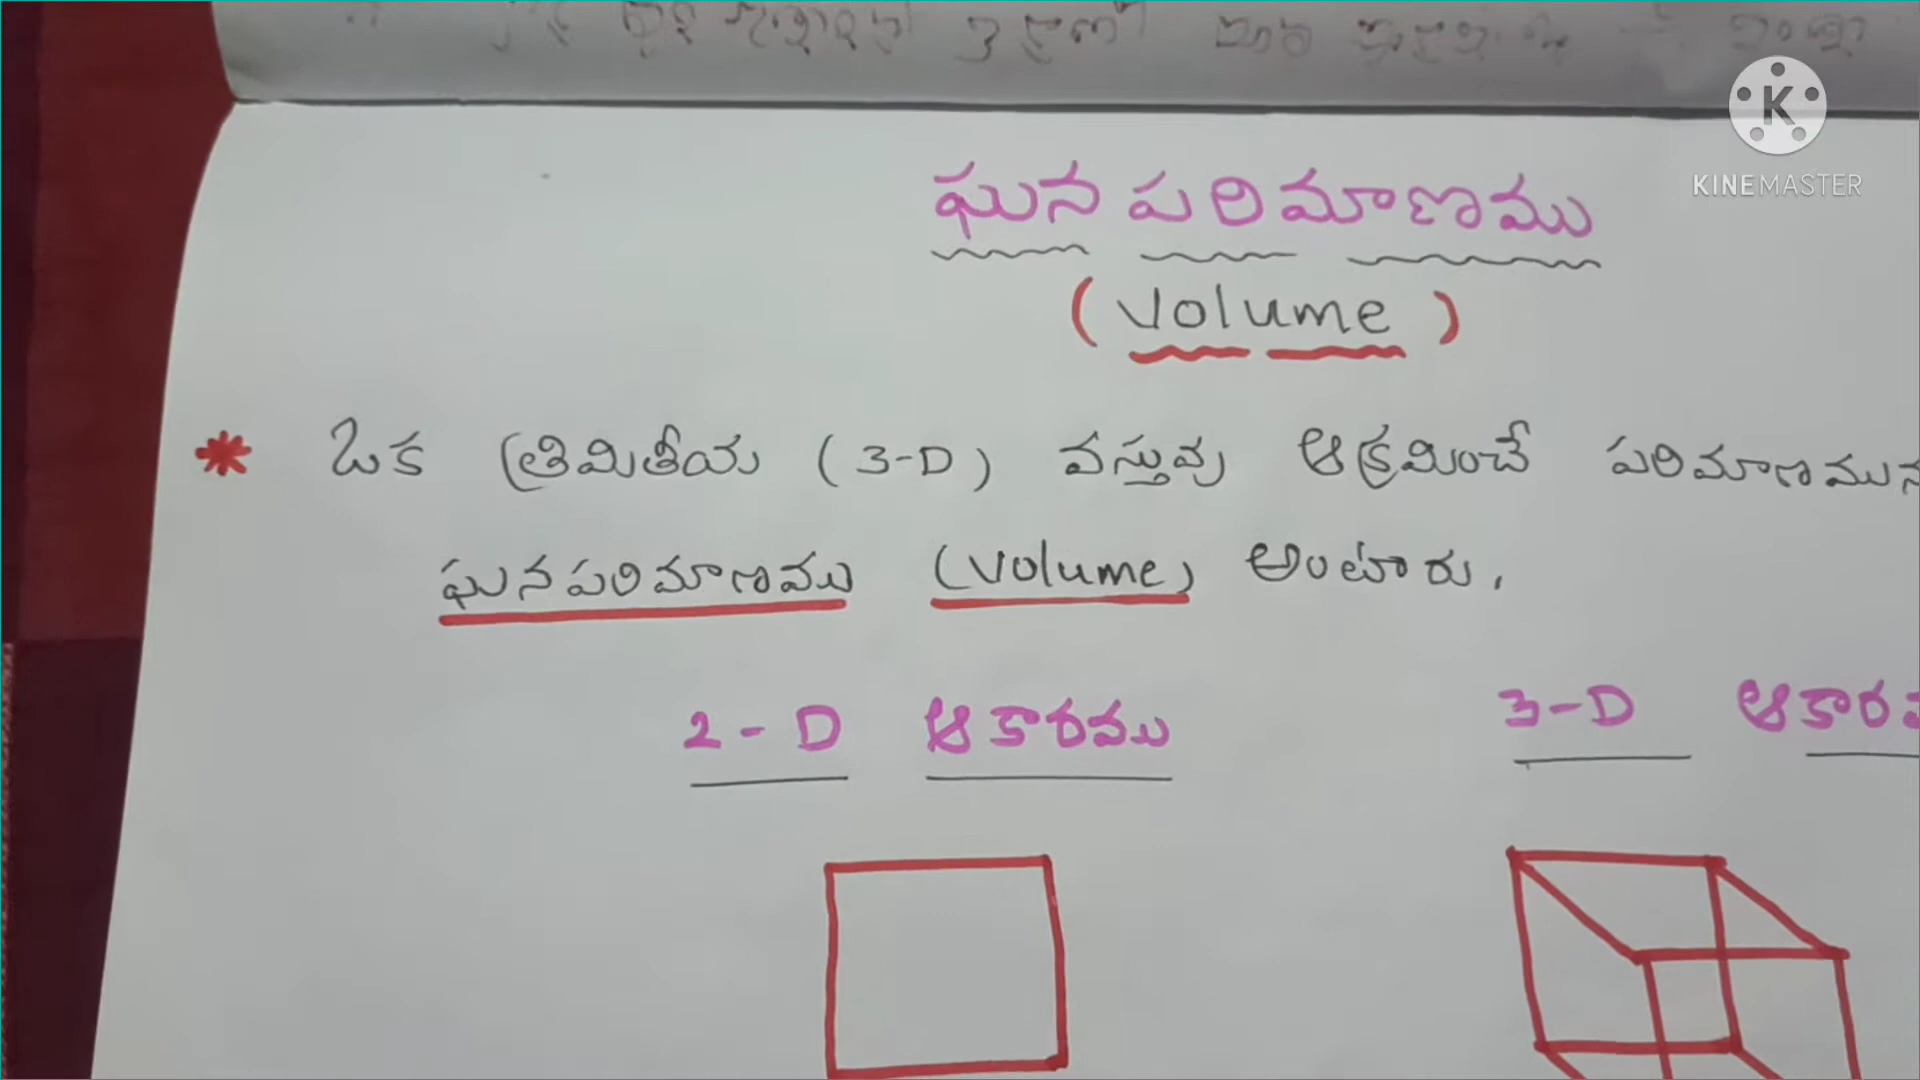 KINEMASTER
ఘన పరిమాణము
(Volume)
* ఒక త్రిమితీయ (3-D) వస్తువు ఆక్రమించే పరిమాణమున
ఘనపరిమాణము (Volume) అంటారు.
2-D ఆకారము 3-D ఆకార